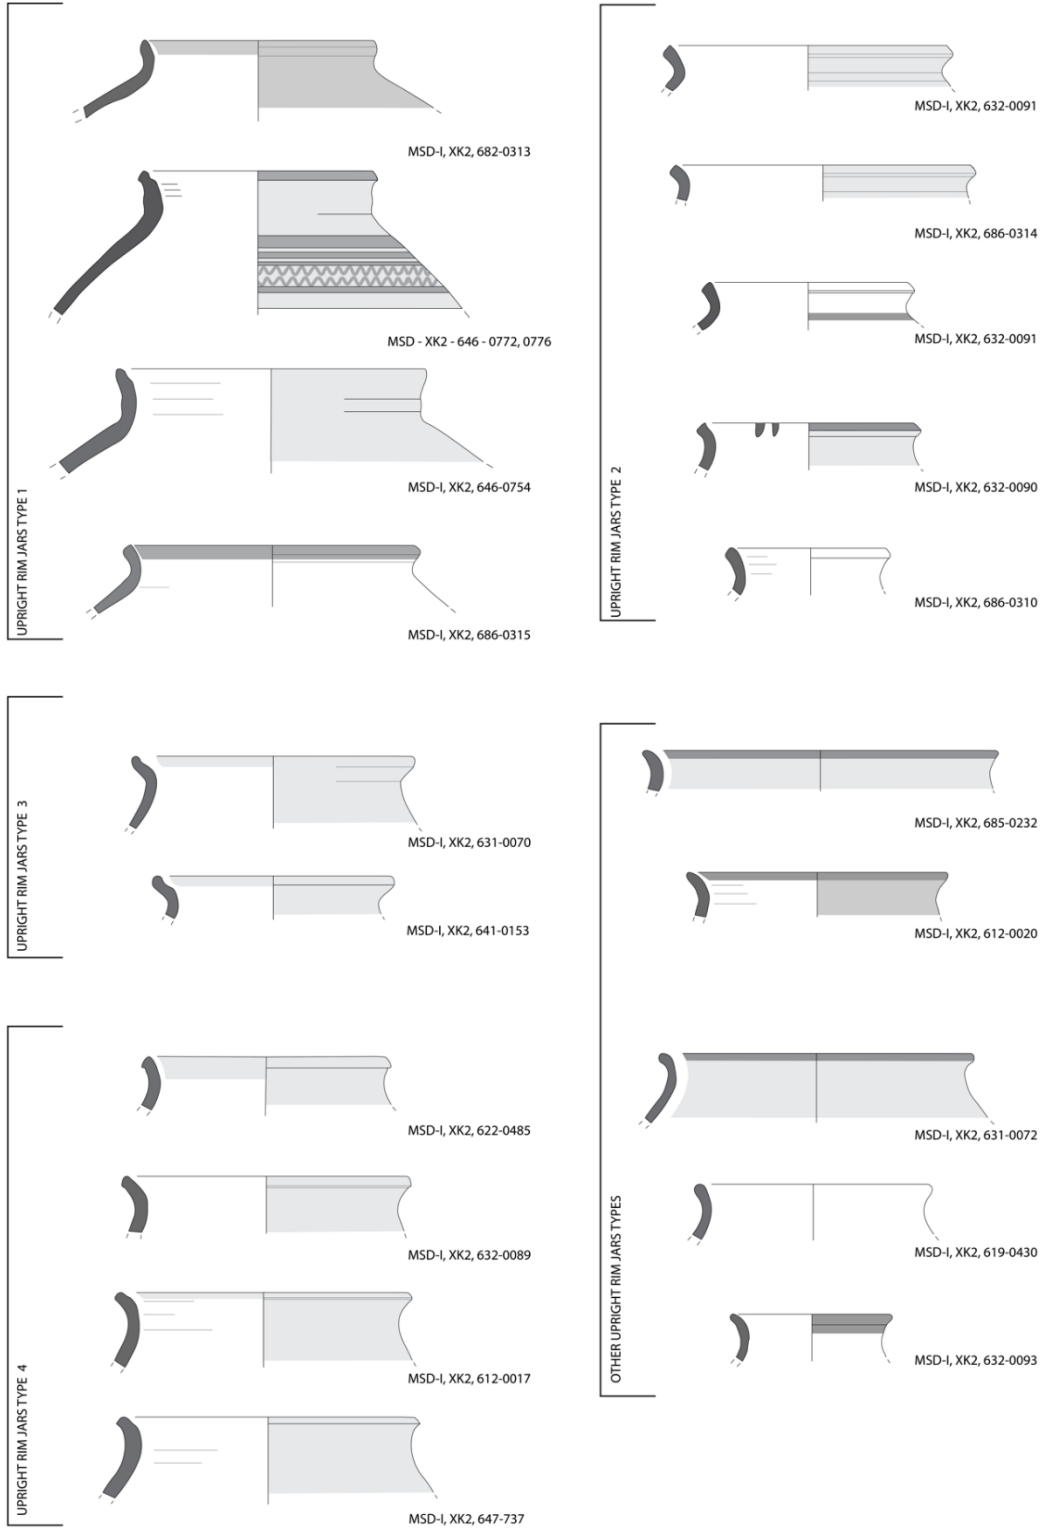 UPRIGHT RIM JARS TYPE 1
MSD-I, XK2, 682-0313
MSD - XK2 - 646 - 0772, 0776
MSD-I, XK2, 646-0754
MSD-I, XK2, 686-0315
UPRIGHT RIM JARS TYPE 2
MSD-I, XK2, 632-0091
MSD-I, XK2, 686-0314
MSD-I, XK2, 632-0091
MSD-I, XK2, 632-0090
MSD-I, XK2, 686-0310
UPRIGHT RIM JARS TYPE 3
MSD-I, XK2, 631-0070
MSD-I, XK2, 641-0153
UPRIGHT RIM JARS TYPE 4
MSD-I, XK2, 622-0485
MSD-I, XK2, 632-0089
MSD-I, XK2, 612-0017
MSD-I, XK2, 647-737
OTHER UPRIGHT RIM JARS TYPES
MSD-I, XK2, 685-0232
MSD-I, XK2, 612-0020
MSD-I, XK2, 631-0072
MSD-I, XK2, 619-0430
MSD-I, XK2, 632-0093